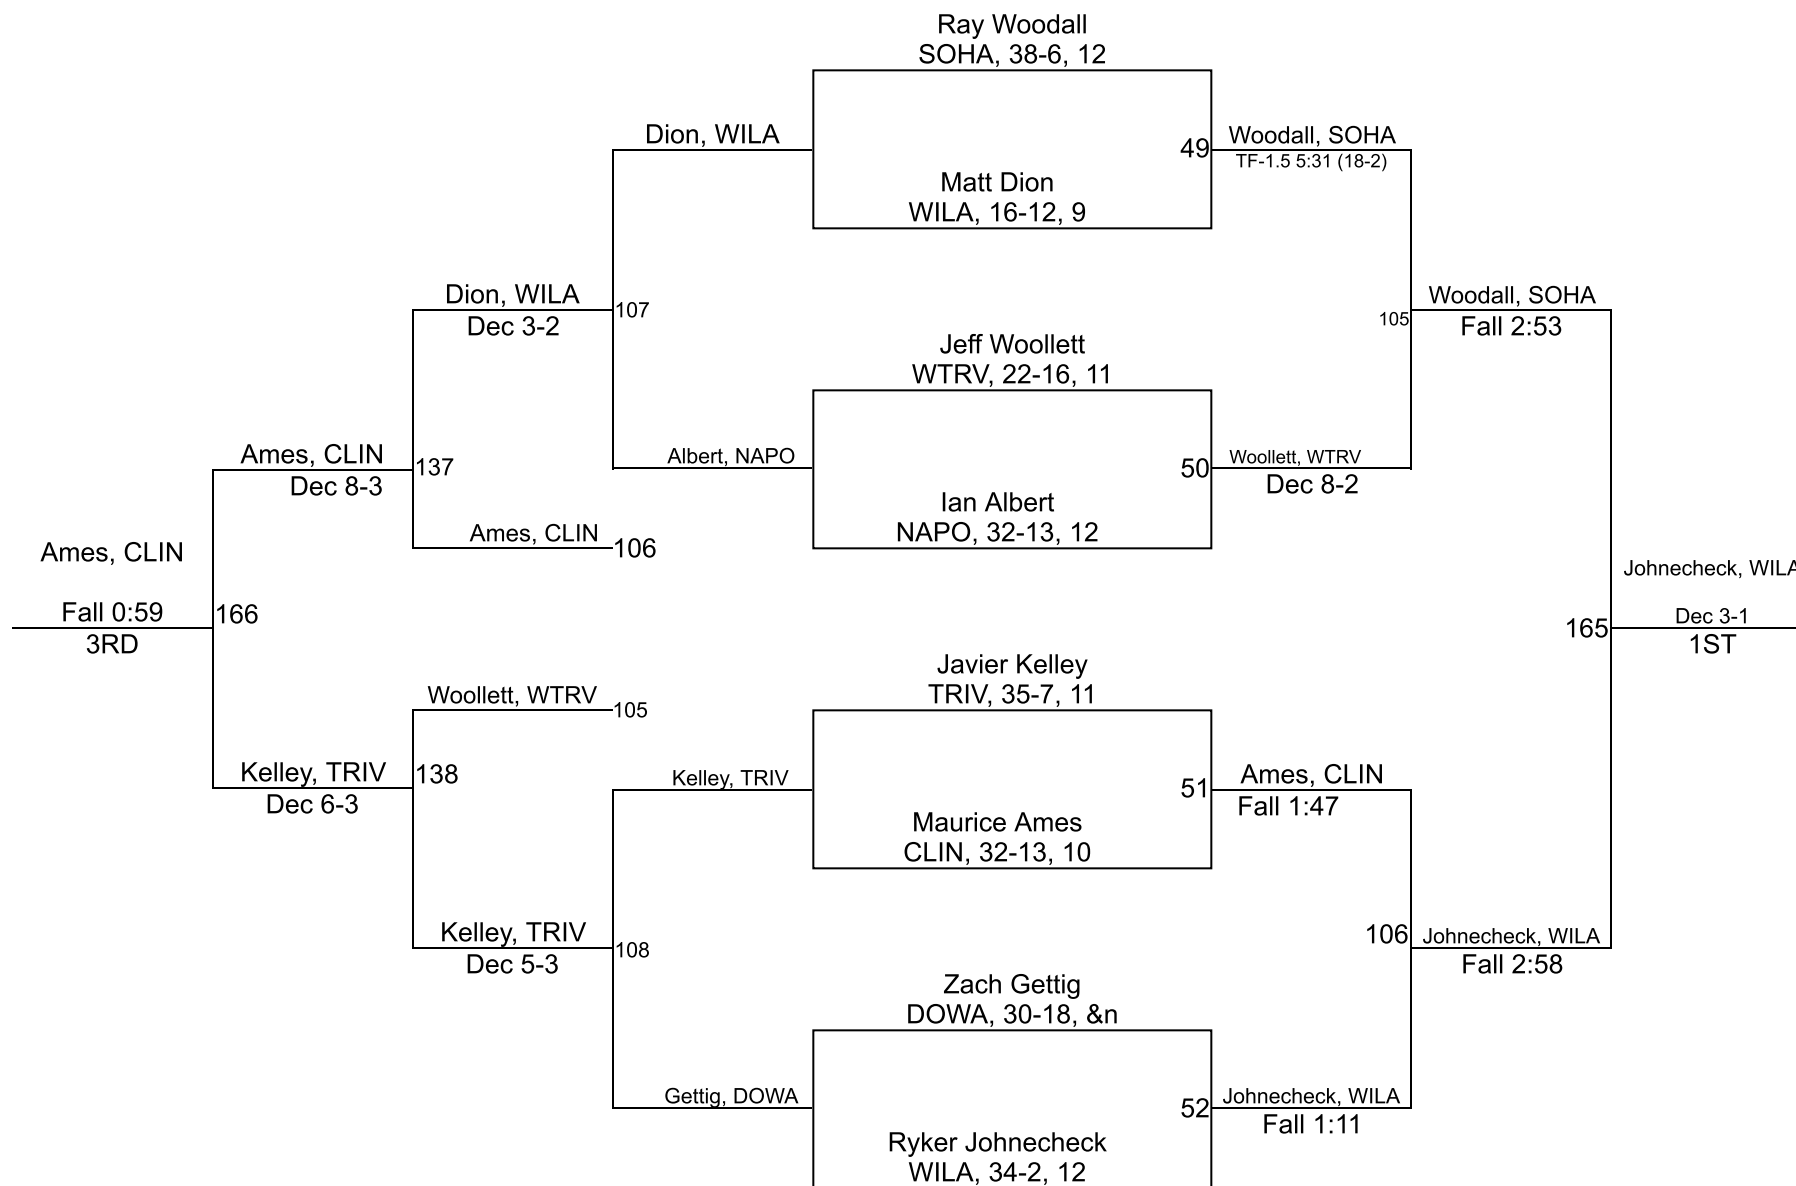 Ray Woodall
SOHA, 38-6, 12
Dion, WILA
49
Woodall, SOHA
TF-1.5 5:31 (18-2)
Matt Dion
WILA, 16-12, 9
Dion, WILA
Dec 3-2
107
105
Woodall, SOHA
Fall 2:53
Jeff Woollett
WTRV, 22-16, 11
Ames, CLIN
Dec 8-3
137
Albert, NAPO
50
Woollett, WTRV
Dec 8-2
Ian Albert
NAPO, 32-13, 12
Ames, CLIN
106
Ames, CLIN
Fall 0:59
3RD
166
Johnecheck, WILA
165
Dec 3-1
1ST
Javier Kelley
TRIV, 35-7, 11
Woollett, WTRV
105
Kelley, TRIV
Dec 6-3
138
Kelley, TRIV
51
Ames, CLIN
Fall 1:47
Maurice Ames
CLIN, 32-13, 10
Kelley, TRIV
Dec 5-3
108
106
Johnecheck, WILA
Fall 2:58
Zach Gettig
DOWA, 30-18, &n
Gettig, DOWA
52
Johnecheck, WILA
Fall 1:11
Ryker Johnecheck
WILA, 34-2, 12